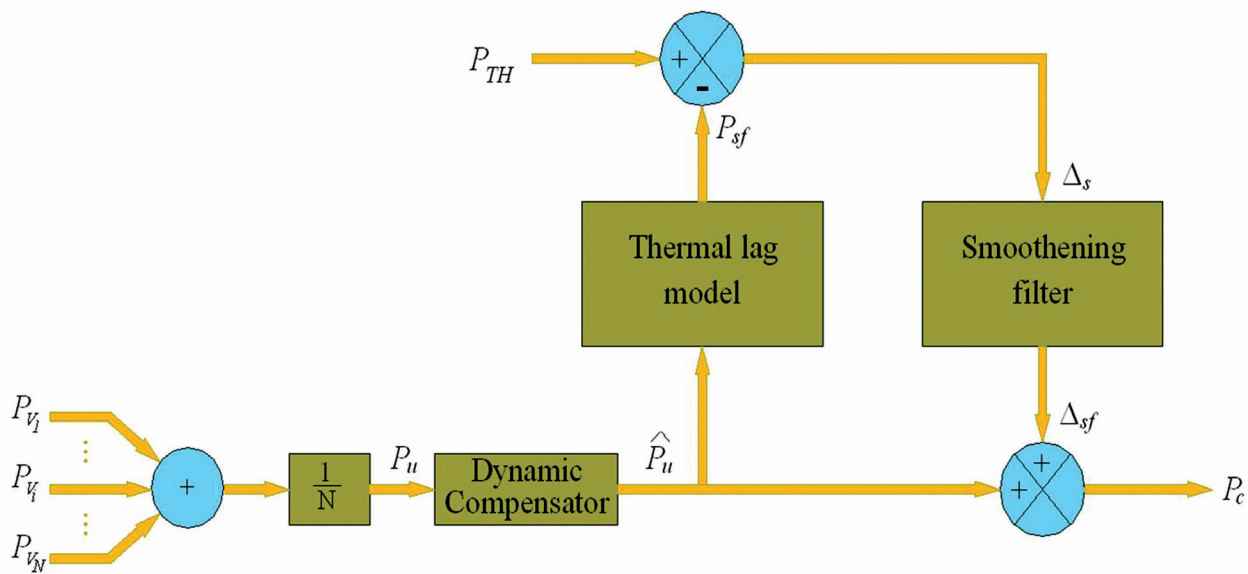 P_TH
+
-
P_sf
Δ_s
Thermal lag
model
Smoothening
filter
P_V1
⋮
P_Vi
⋮
P_VN
+
1
N
P_u
Dynamic
Compensator
P̂_u
Δ_sf
+
+
P_c